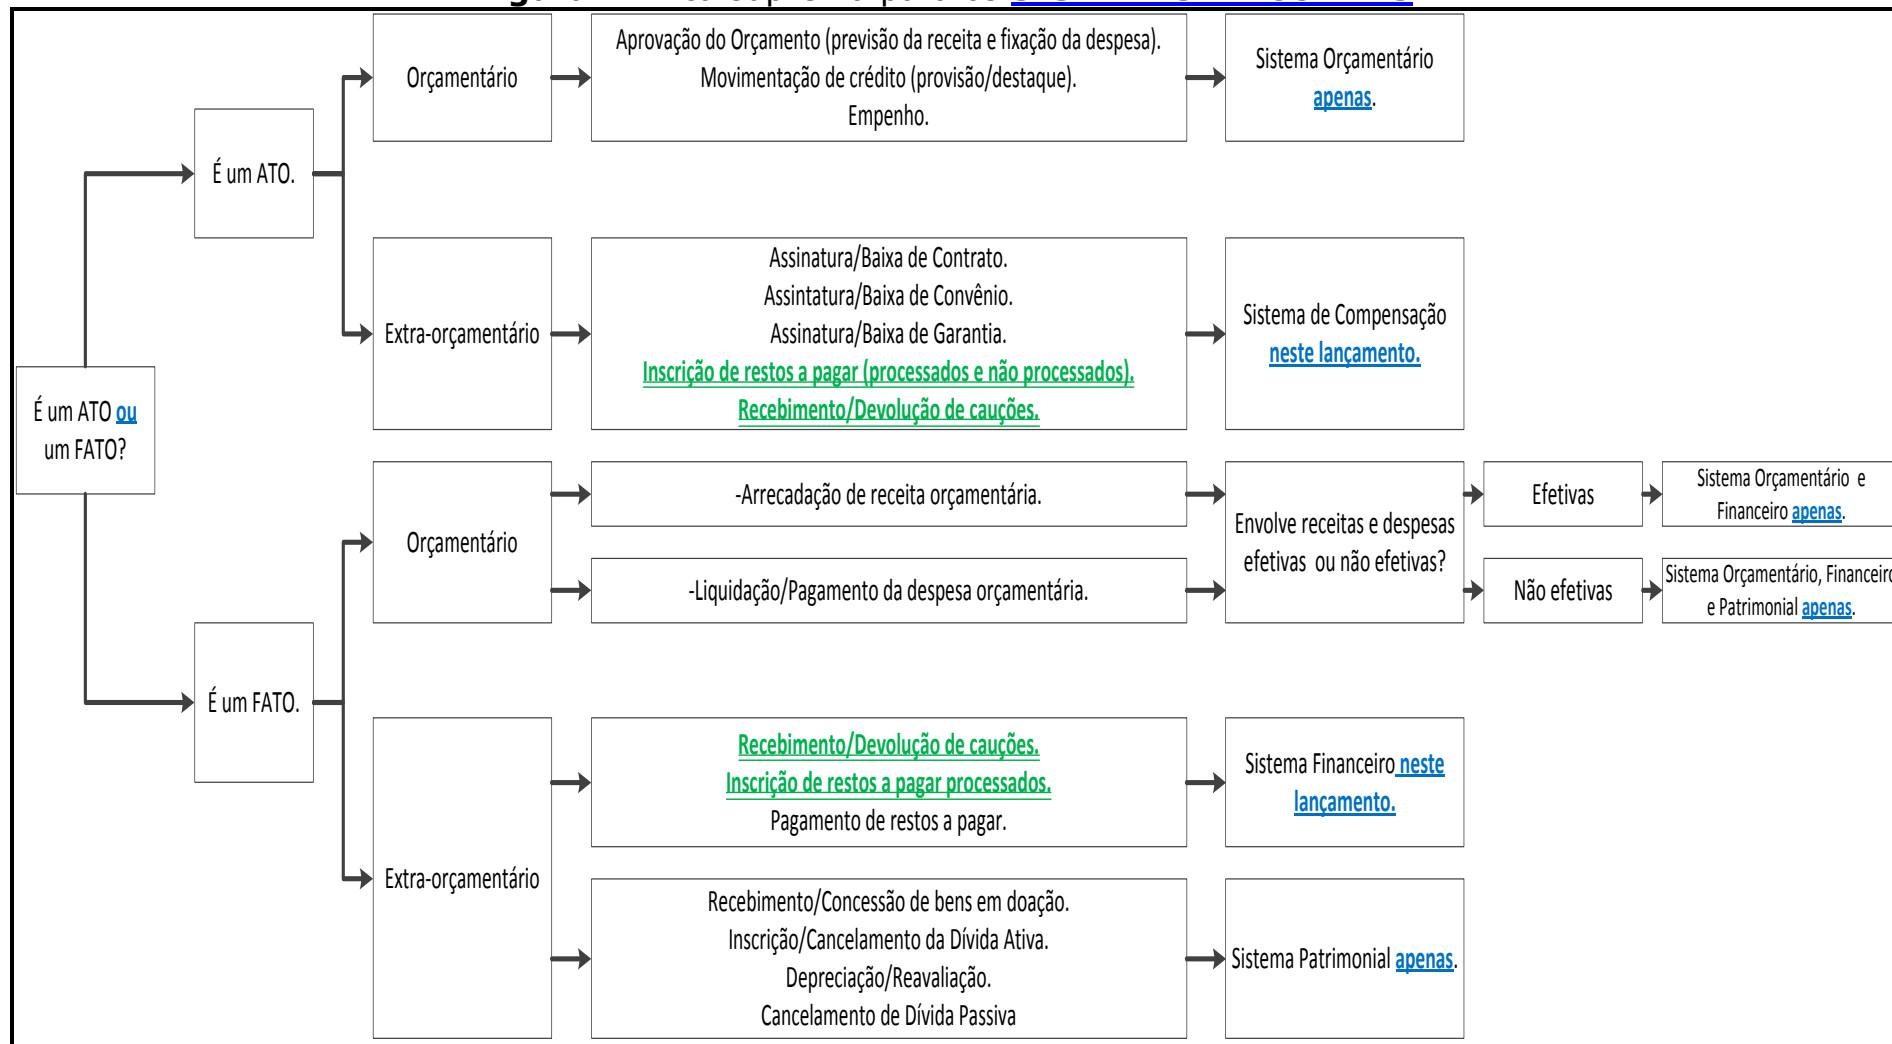 Orçamentário
Aprovação do Orçamento (previsão da receita e fixação da despesa).
Movimentação de crédito (provisão/destaque).
Empenho.
Sistema Orçamentário
apenas.
É um ATO.
Extra-orçamentário
Assinatura/Baixa de Contrato.
Assintatura/Baixa de Convênio.
Assinatura/Baixa de Garantia.
Inscrição de restos a pagar (processados e não processados).
Recebimento/Devolução de cauções.
Sistema de Compensação
neste lançamento.
É um ATO ou
um FATO?
Orçamentário
-Arrecadação de receita orçamentária.
-Liquidação/Pagamento da despesa orçamentária.
Envolve receitas e despesas
efetivas ou não efetivas?
Efetivas
Sistema Orçamentário e
Financeiro apenas.
Não efetivas
Sistema Orçamentário, Financeiro
e Patrimonial apenas.
É um FATO.
Extra-orçamentário
Recebimento/Devolução de cauções.
Inscrição de restos a pagar processados.
Pagamento de restos a pagar.
Sistema Financeiro neste
lançamento.
Recebimento/Concessão de bens em doação.
Inscrição/Cancelamento da Dívida Ativa.
Depreciação/Reavaliação.
Cancelamento de Dívida Passiva
Sistema Patrimonial apenas.